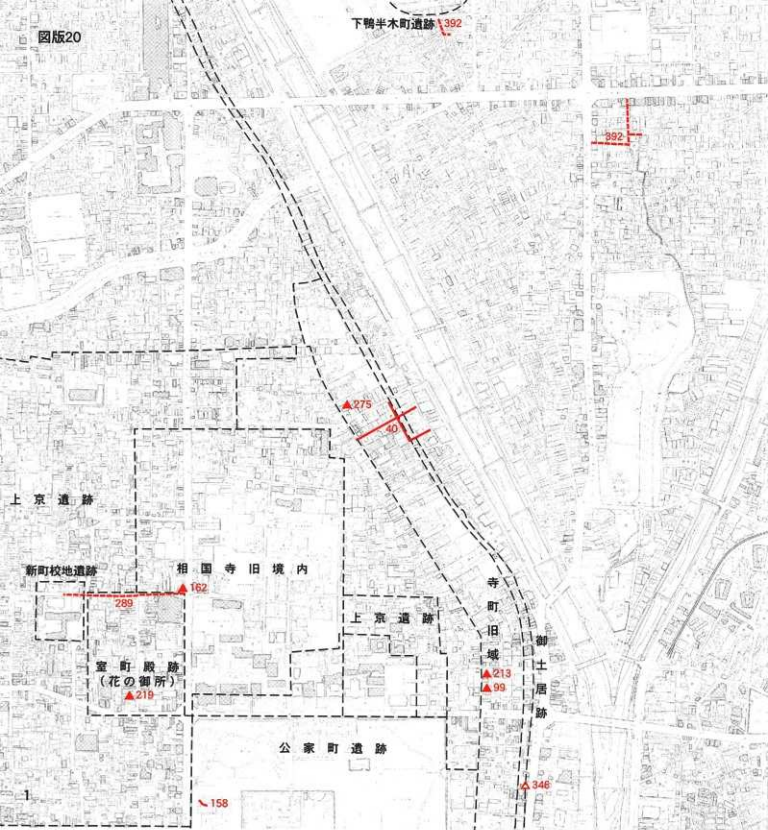 図版20
下鴨半木町遺跡
392
392
275
40
上京遺跡
新町校地遺跡
相国寺旧境内
162
289
上京遺跡
寺町旧域
御土居跡
室町殿跡
(花の御所)
219
213
99
公家町遺跡
346
1
158